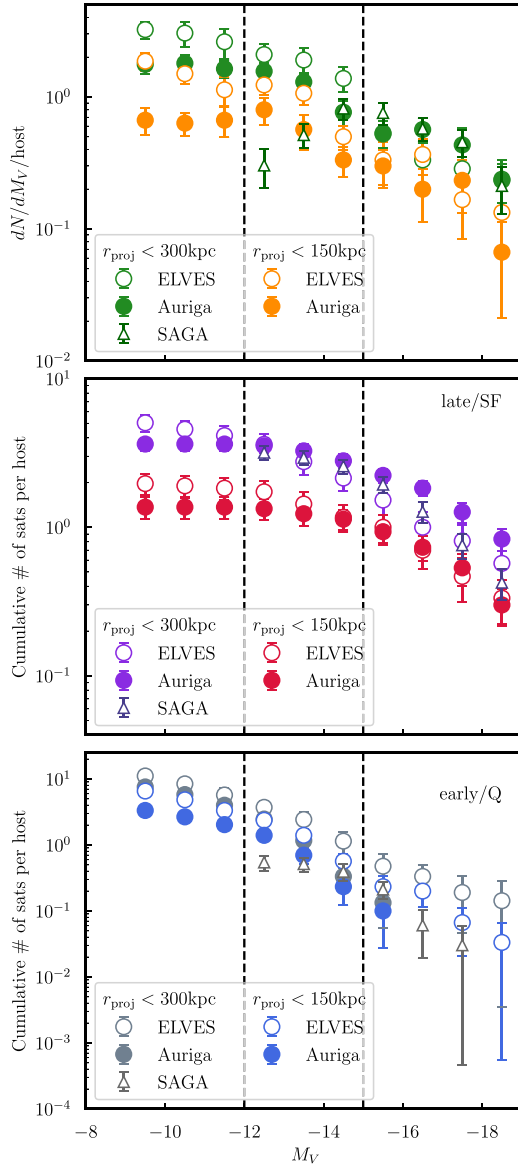 10^0
10^{-1}
10^{-2}
dN/dM_V/host
r_proj < 300kpc r_proj < 150kpc
ELVES ELVES
Auriga Auriga
SAGA
late/SF
10^1
10^0
10^{-1}
Cumulative # of sats per host
r_proj < 300kpc r_proj < 150kpc
ELVES ELVES
Auriga Auriga
SAGA
early/Q
10^1
10^0
10^{-1}
10^{-2}
10^{-3}
10^{-4}
Cumulative # of sats per host
r_proj < 300kpc r_proj < 150kpc
ELVES ELVES
Auriga Auriga
SAGA
−8 −10 −12 −14 −16 −18
M_V